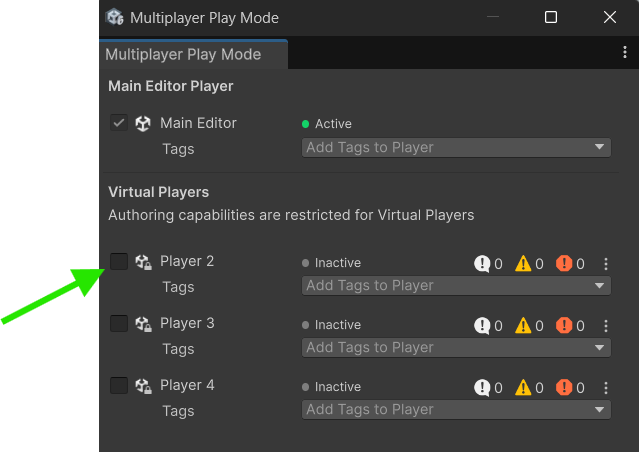 Multiplayer Play Mode
Multiplayer Play Mode
Main Editor Player
Main Editor
Active
Tags
Add Tags to Player
Virtual Players
Authoring capabilities are restricted for Virtual Players
Player 2
Inactive
0
0
0
Tags
Add Tags to Player
Player 3
Inactive
0
0
0
Tags
Add Tags to Player
Player 4
Inactive
0
0
0
Tags
Add Tags to Player